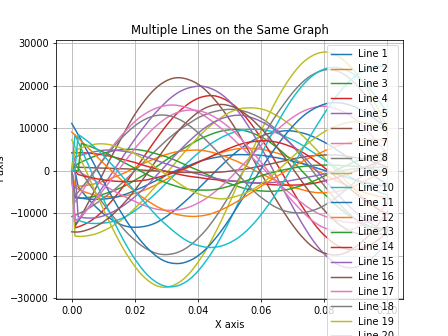 Multiple Lines on the Same Graph
30000
20000
10000
0
−10000
−20000
−30000
0.00
0.02
0.04
0.06
0.08
X axis
axis
Line 1
Line 2
Line 3
Line 4
Line 5
Line 6
Line 7
Line 8
Line 9
Line 10
Line 11
Line 12
Line 13
Line 14
Line 15
Line 16
Line 17
Line 18
Line 19
Line 20